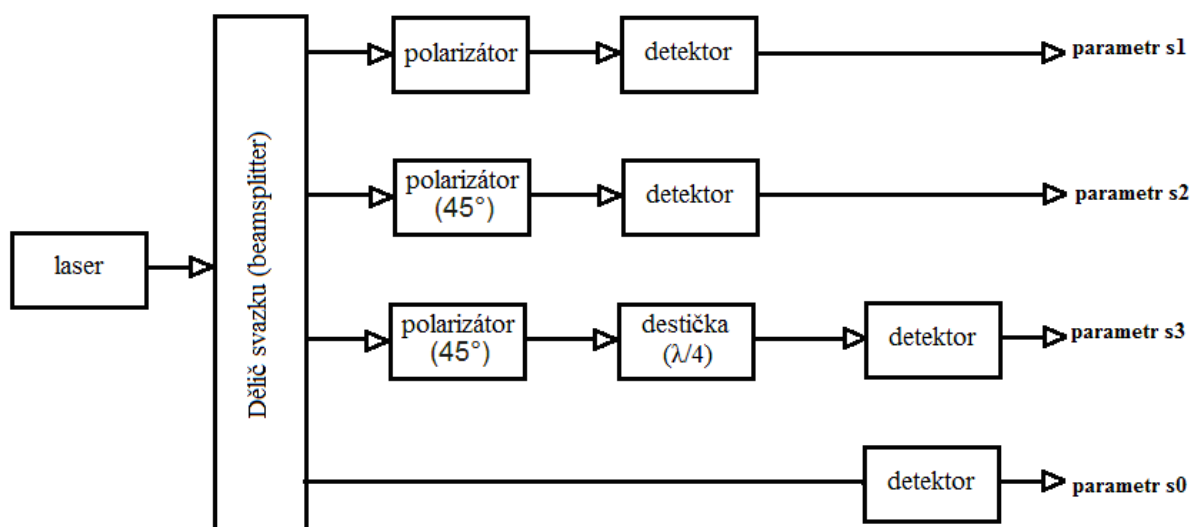 polarizátor
detektor
parametr s1
polarizátor
(45°)
detektor
parametr s2
laser
Dělič svazku (beamsplitter)
polarizátor
(45°)
destička
(λ/4)
detektor
parametr s3
detektor
parametr s0